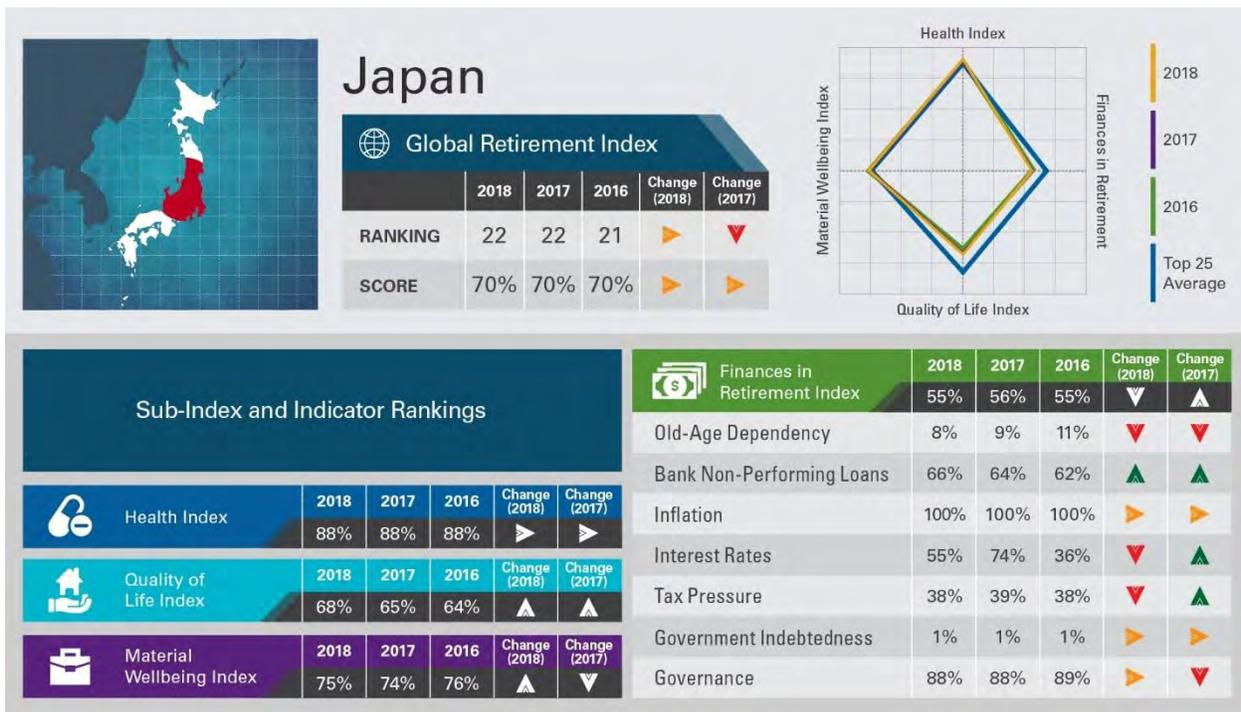 Japan
Global Retirement Index
2018 2017 2016 Change (2018) Change (2017)
RANKING 22 22 21
SCORE 70% 70% 70%
Health Index
Material Wellbeing Index
Finances in Retirement
Quality of Life Index
2018
2017
2016
Top 25
Average
Sub-Index and Indicator Rankings
Health Index
2018 2017 2016 Change (2018) Change (2017)
88% 88% 88%
Quality of
Life Index
2018 2017 2016 Change (2018) Change (2017)
68% 65% 64%
Material
Wellbeing Index
2018 2017 2016 Change (2018) Change (2017)
75% 74% 76%
Finances in
Retirement Index
2018 2017 2016 Change (2018) Change (2017)
55% 56% 55%
Old-Age Dependency 8% 9% 11%
Bank Non-Performing Loans 66% 64% 62%
Inflation 100% 100% 100%
Interest Rates 55% 74% 36%
Tax Pressure 38% 39% 38%
Government Indebtedness 1% 1% 1%
Governance 88% 88% 89%